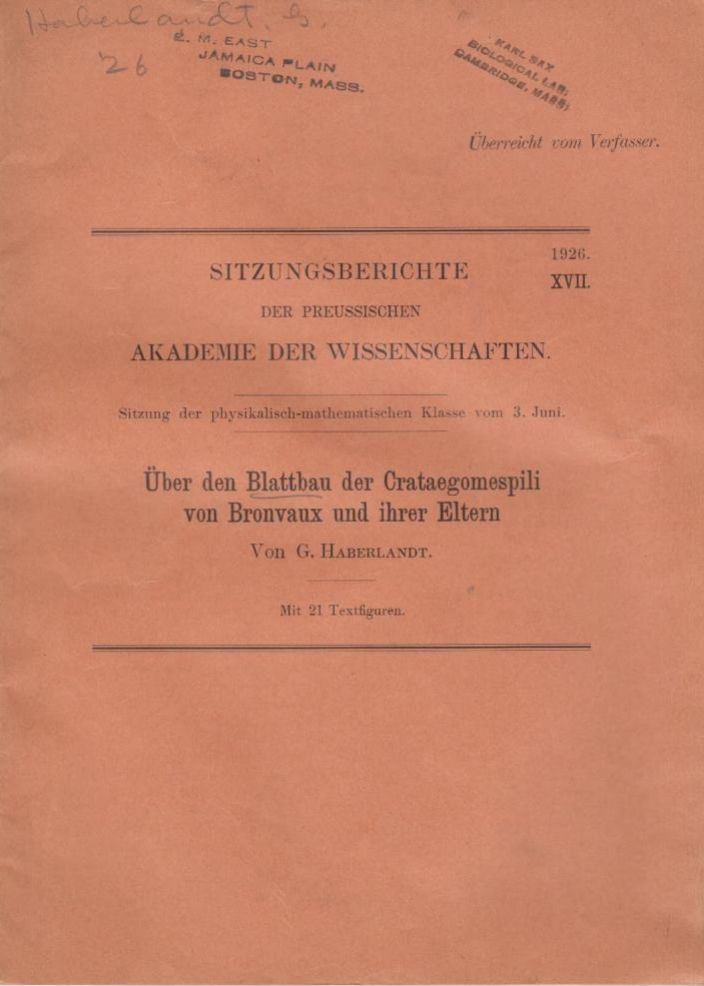 Haberlandt. G.
'26
E. M. EAST
JAMAICA PLAIN
BOSTON, MASS.
KARL SAX
BIOLOGICAL LAB,
CAMBRIDGE, MASS,
Überreicht vom Verfasser.
1926.
XVII.
SITZUNGSBERICHTE
DER PREUSSISCHEN
AKADEMIE DER WISSENSCHAFTEN.
Sitzung der physikalisch-mathematischen Klasse vom 3. Juni.
Über den Blattbau der Crataegomespili
von Bronvaux und ihrer Eltern
Von G. HABERLANDT.
Mit 21 Textfiguren.